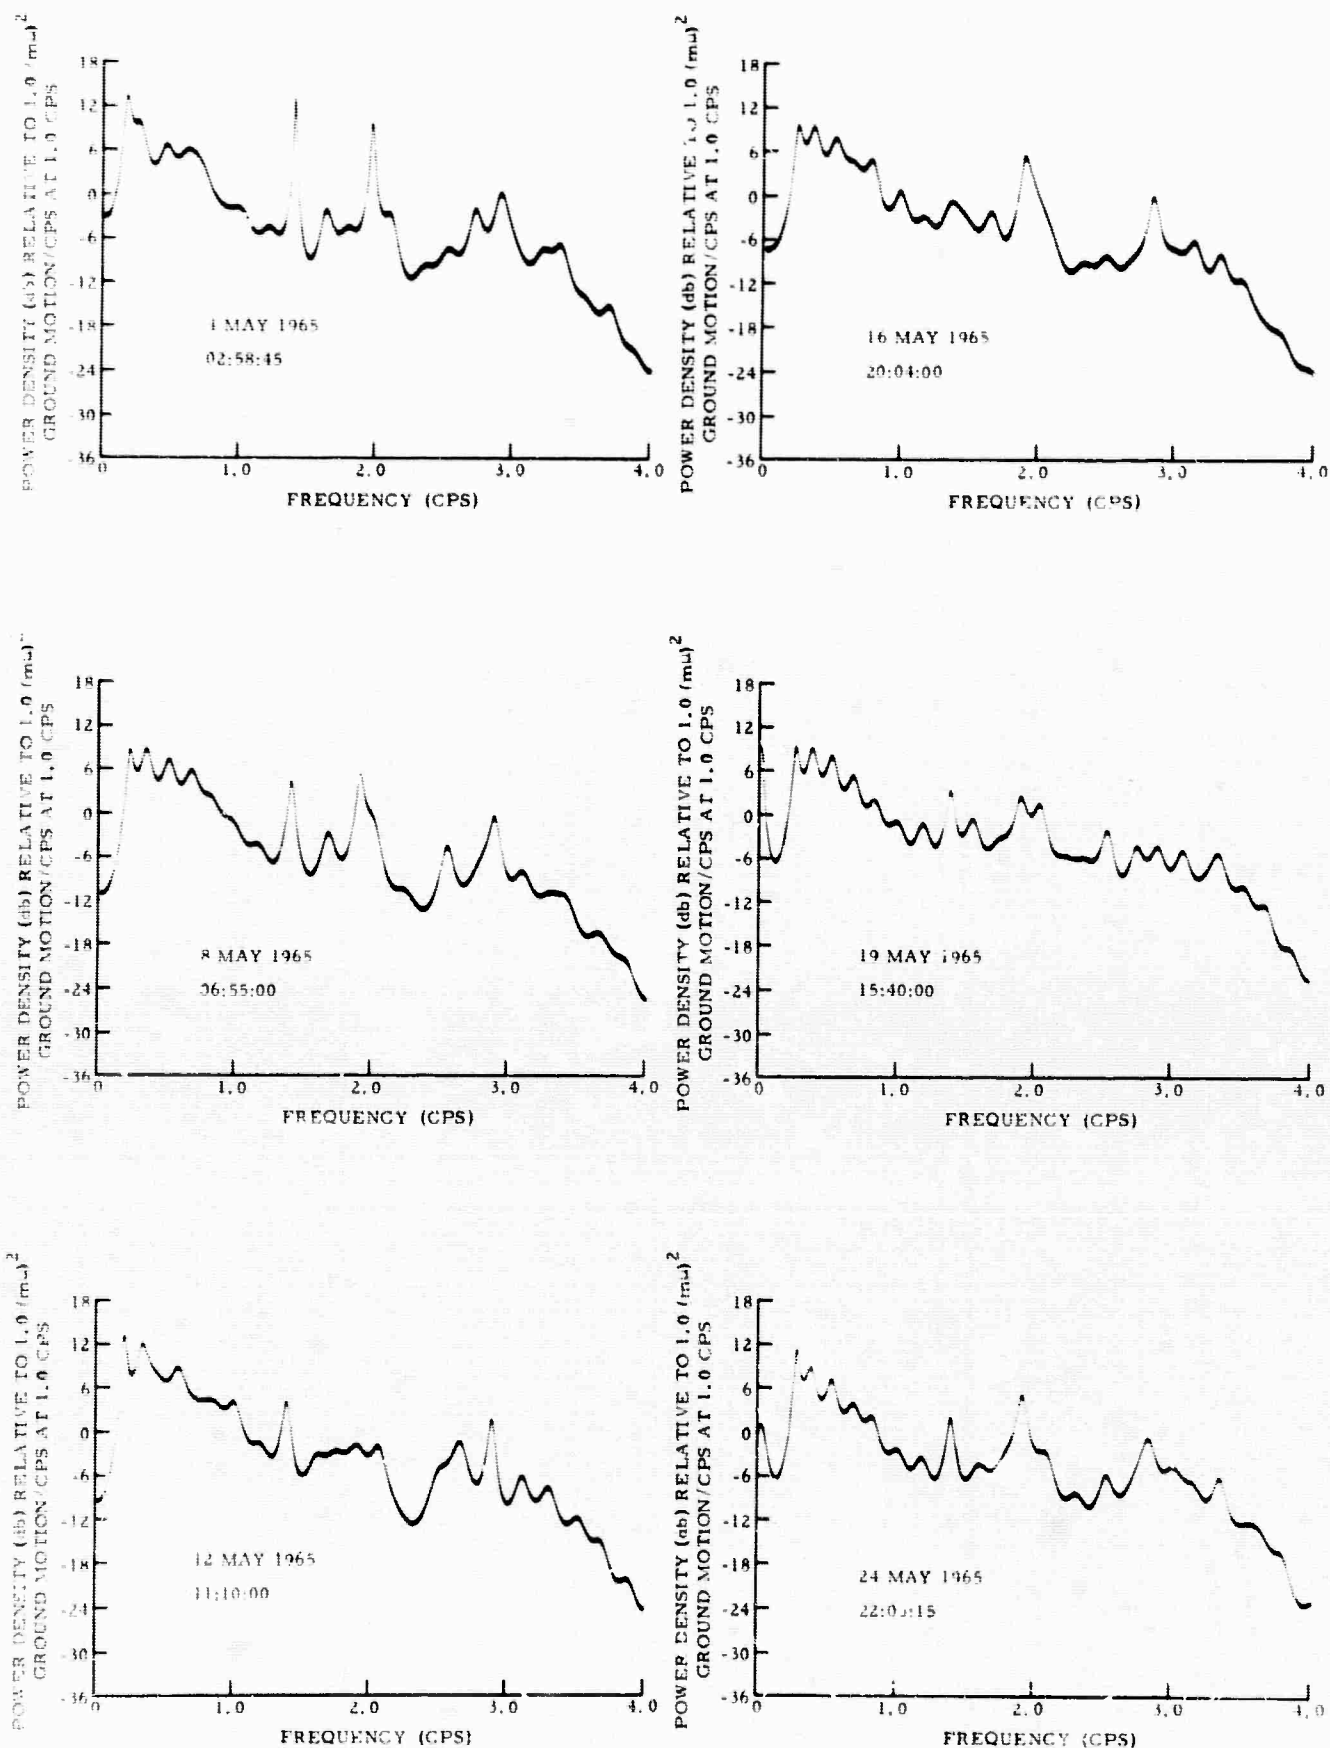 POWER DENSITY (db) RELATIVE TO 1.0 (mu)2
GROUND MOTION/CPS AT 1.0 CPS
18
12
6
0
-6
-12
-18
-24
-30
-36
0 1.0 2.0 3.0 4.0
FREQUENCY (CPS)
MAY 1965
02:58:45
POWER DENSITY (db) RELATIVE TO 1.0 (mu)2
GROUND MOTION/CPS AT 1.0 CPS
18
12
6
0
-6
-12
-18
-24
-30
-36
0 1.0 2.0 3.0 4.0
FREQUENCY (CPS)
16 MAY 1965
20:04:00
POWER DENSITY (db) RELATIVE TO 1.0 (mu)
GROUND MOTION/CPS AT 1.0 CPS
18
12
6
0
-6
-12
-18
-24
-30
-36
0 1.0 2.0 3.0 4.0
FREQUENCY (CPS)
8 MAY 1965
06:55:00
POWER DENSITY (db) RELATIVE TO 1.0 (mu)2
GROUND MOTION/CPS AT 1.0 CPS
18
12
6
0
-6
-12
-18
-24
-30
-36
0 1.0 2.0 3.0 4.0
FREQUENCY (CPS)
19 MAY 1965
15:40:00
POWER DENSITY (db) RELATIVE TO 1.0 (mu)2
GROUND MOTION/CPS AT 1.0 CPS
18
12
6
0
-6
-12
-18
-24
-30
-36
0 1.0 2.0 3.0 4.0
FREQUENCY (CPS)
12 MAY 1965
11:10:00
POWER DENSITY (db) RELATIVE TO 1.0 (mu)2
GROUND MOTION/CPS AT 1.0 CPS
18
12
6
0
-6
-12
-18
-24
-30
-36
0 1.0 2.0 3.0 4.0
FREQUENCY (CPS)
24 MAY 1965